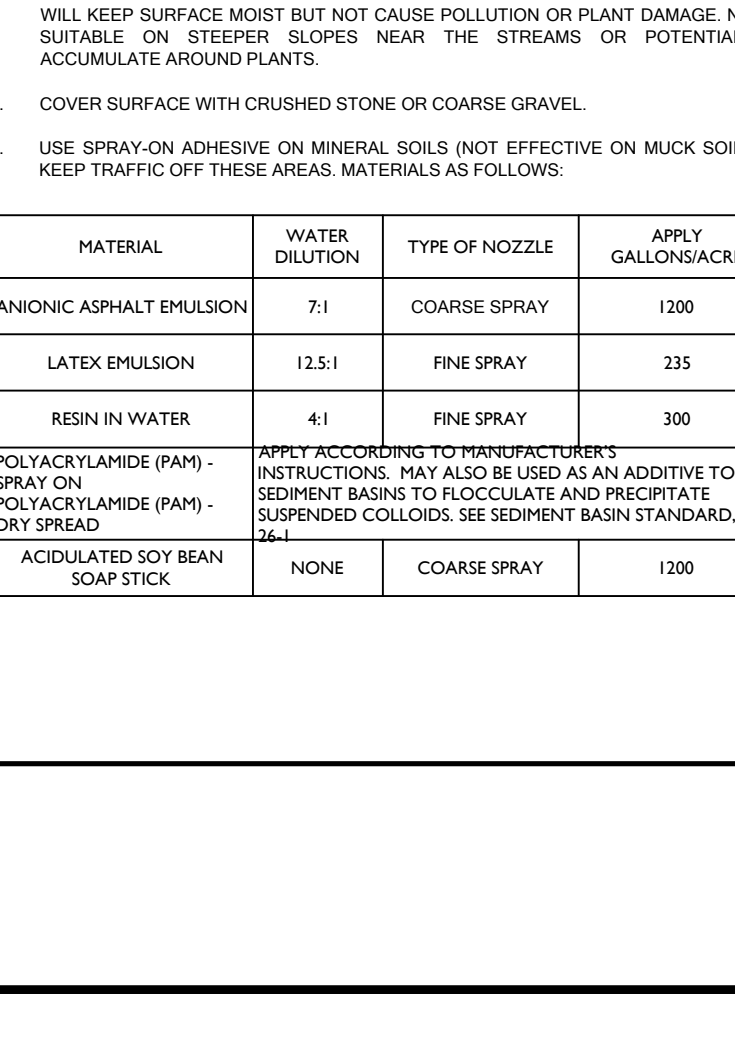 WILL KEEP SURFACE MOIST BUT NOT CAUSE POLLUTION OR PLANT DAMAGE.
SUITABLE ON STEEPER SLOPES NEAR THE STREAMS OR
ACCUMULATE AROUND PLANTS.
. COVER SURFACE WITH CRUSHED STONE OR COARSE GRAVEL.
. USE SPRAY-ON ADHESIVE ON MINERAL SOILS (NOT EFFECTIVE ON MUCK
KEEP TRAFFIC OFF THESE AREAS. MATERIALS AS FOLLOWS:
MATERIAL
WATER
DILUTION
TYPE OF NOZZLE
APPLY
GALLONS/ACRE
ANIONIC ASPHALT EMULSION
7:1
COARSE SPRAY
1200
LATEX EMULSION
12.5:1
FINE SPRAY
235
RESIN IN WATER
4:1
FINE SPRAY
300
POLYACRYLAMIDE (PAM) -
SPRAY ON
POLYACRYLAMIDE (PAM) -
DRY SPREAD
APPLY ACCORDING TO MANUFACTURER'S
INSTRUCTIONS. MAY ALSO BE USED AS AN ADDITIVE TO
SEDIMENT BASINS TO FLOCCULATE AND PRECIPITATE
SUSPENDED COLLOIDS. SEE SEDIMENT BASIN STANDARD,
26-1
ACIDULATED SOY BEAN
SOAP STICK
NONE
COARSE SPRAY
1200